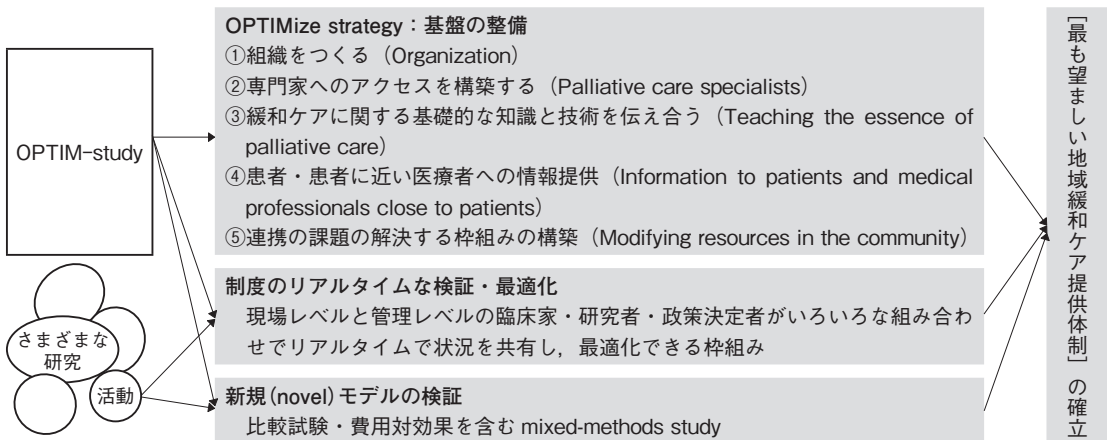 OPTIM-study
さまざまな
研究
活動
OPTIMize strategy：基盤の整備
①組織をつくる（Organization）
②専門家へのアクセスを構築する（Palliative care specialists）
③緩和ケアに関する基礎的な知識と技術を伝え合う（Teaching the essence of
palliative care）
④患者・患者に近い医療者への情報提供（Information to patients and medical
professionals close to patients）
⑤連携の課題の解決する枠組みの構築（Modifying resources in the community）
制度のリアルタイムな検証・最適化
現場レベルと管理レベルの臨床家・研究者・政策決定者がいろいろな組み合わ
せでリアルタイムで状況を共有し，最適化できる枠組み
新規(novel)モデルの検証
比較試験・費用対効果を含む mixed-methods study
［最も望ましい地域緩和ケア提供体制］の確立